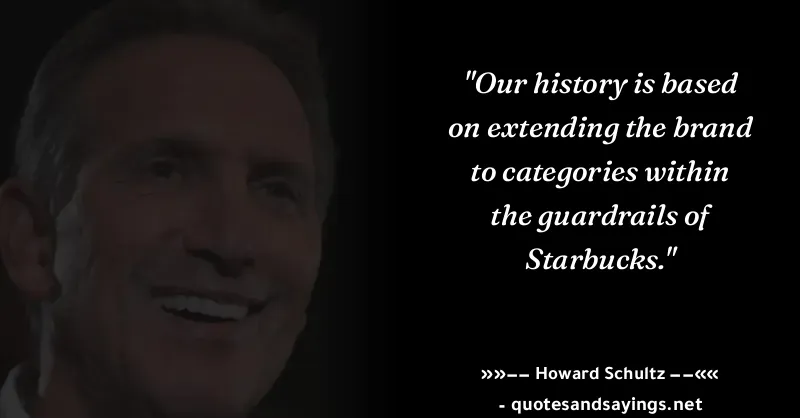 "Our history is based
on extending the brand
to categories within
the guardrails of
Starbucks."
»»−− Howard Schultz −−««
- quotesandsayings.net